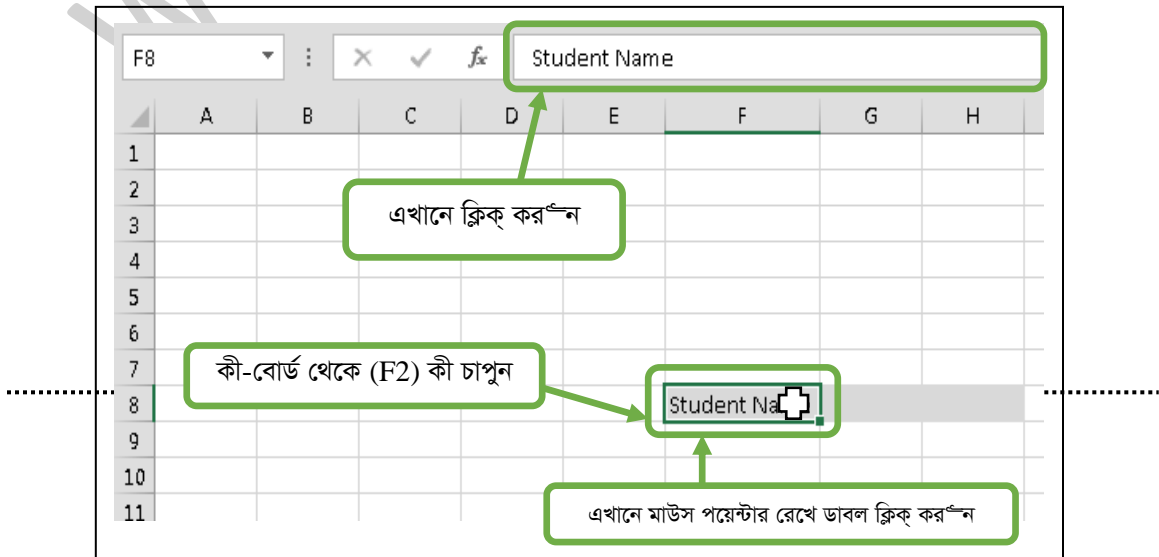 F8 fx Student Name
A B C D E F G H
1
2
এখানে ক্লিক্ করুন
3
4
5
6
7
কী-বোর্ড থেকে (F2) কী চাপুন
8 Student Na
9
10
11
এখানে মাউস পয়েন্টার রেখে ডাবল ক্লিক্ করুন